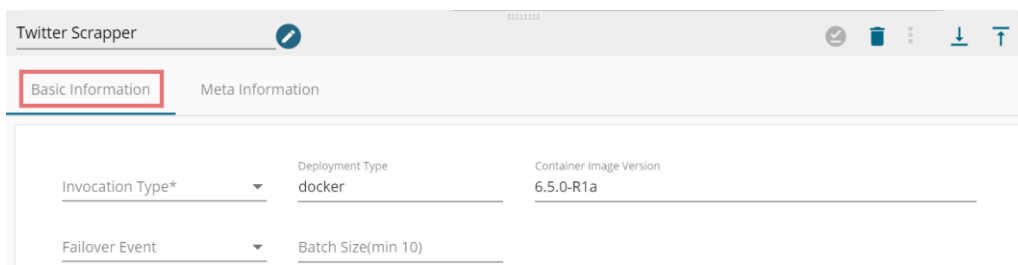 Twitter Scrapper
Basic Information Meta Information
Deployment Type Container Image Version
Invocation Type* docker 6.5.0-R1a
Failover Event Batch Size(min 10)